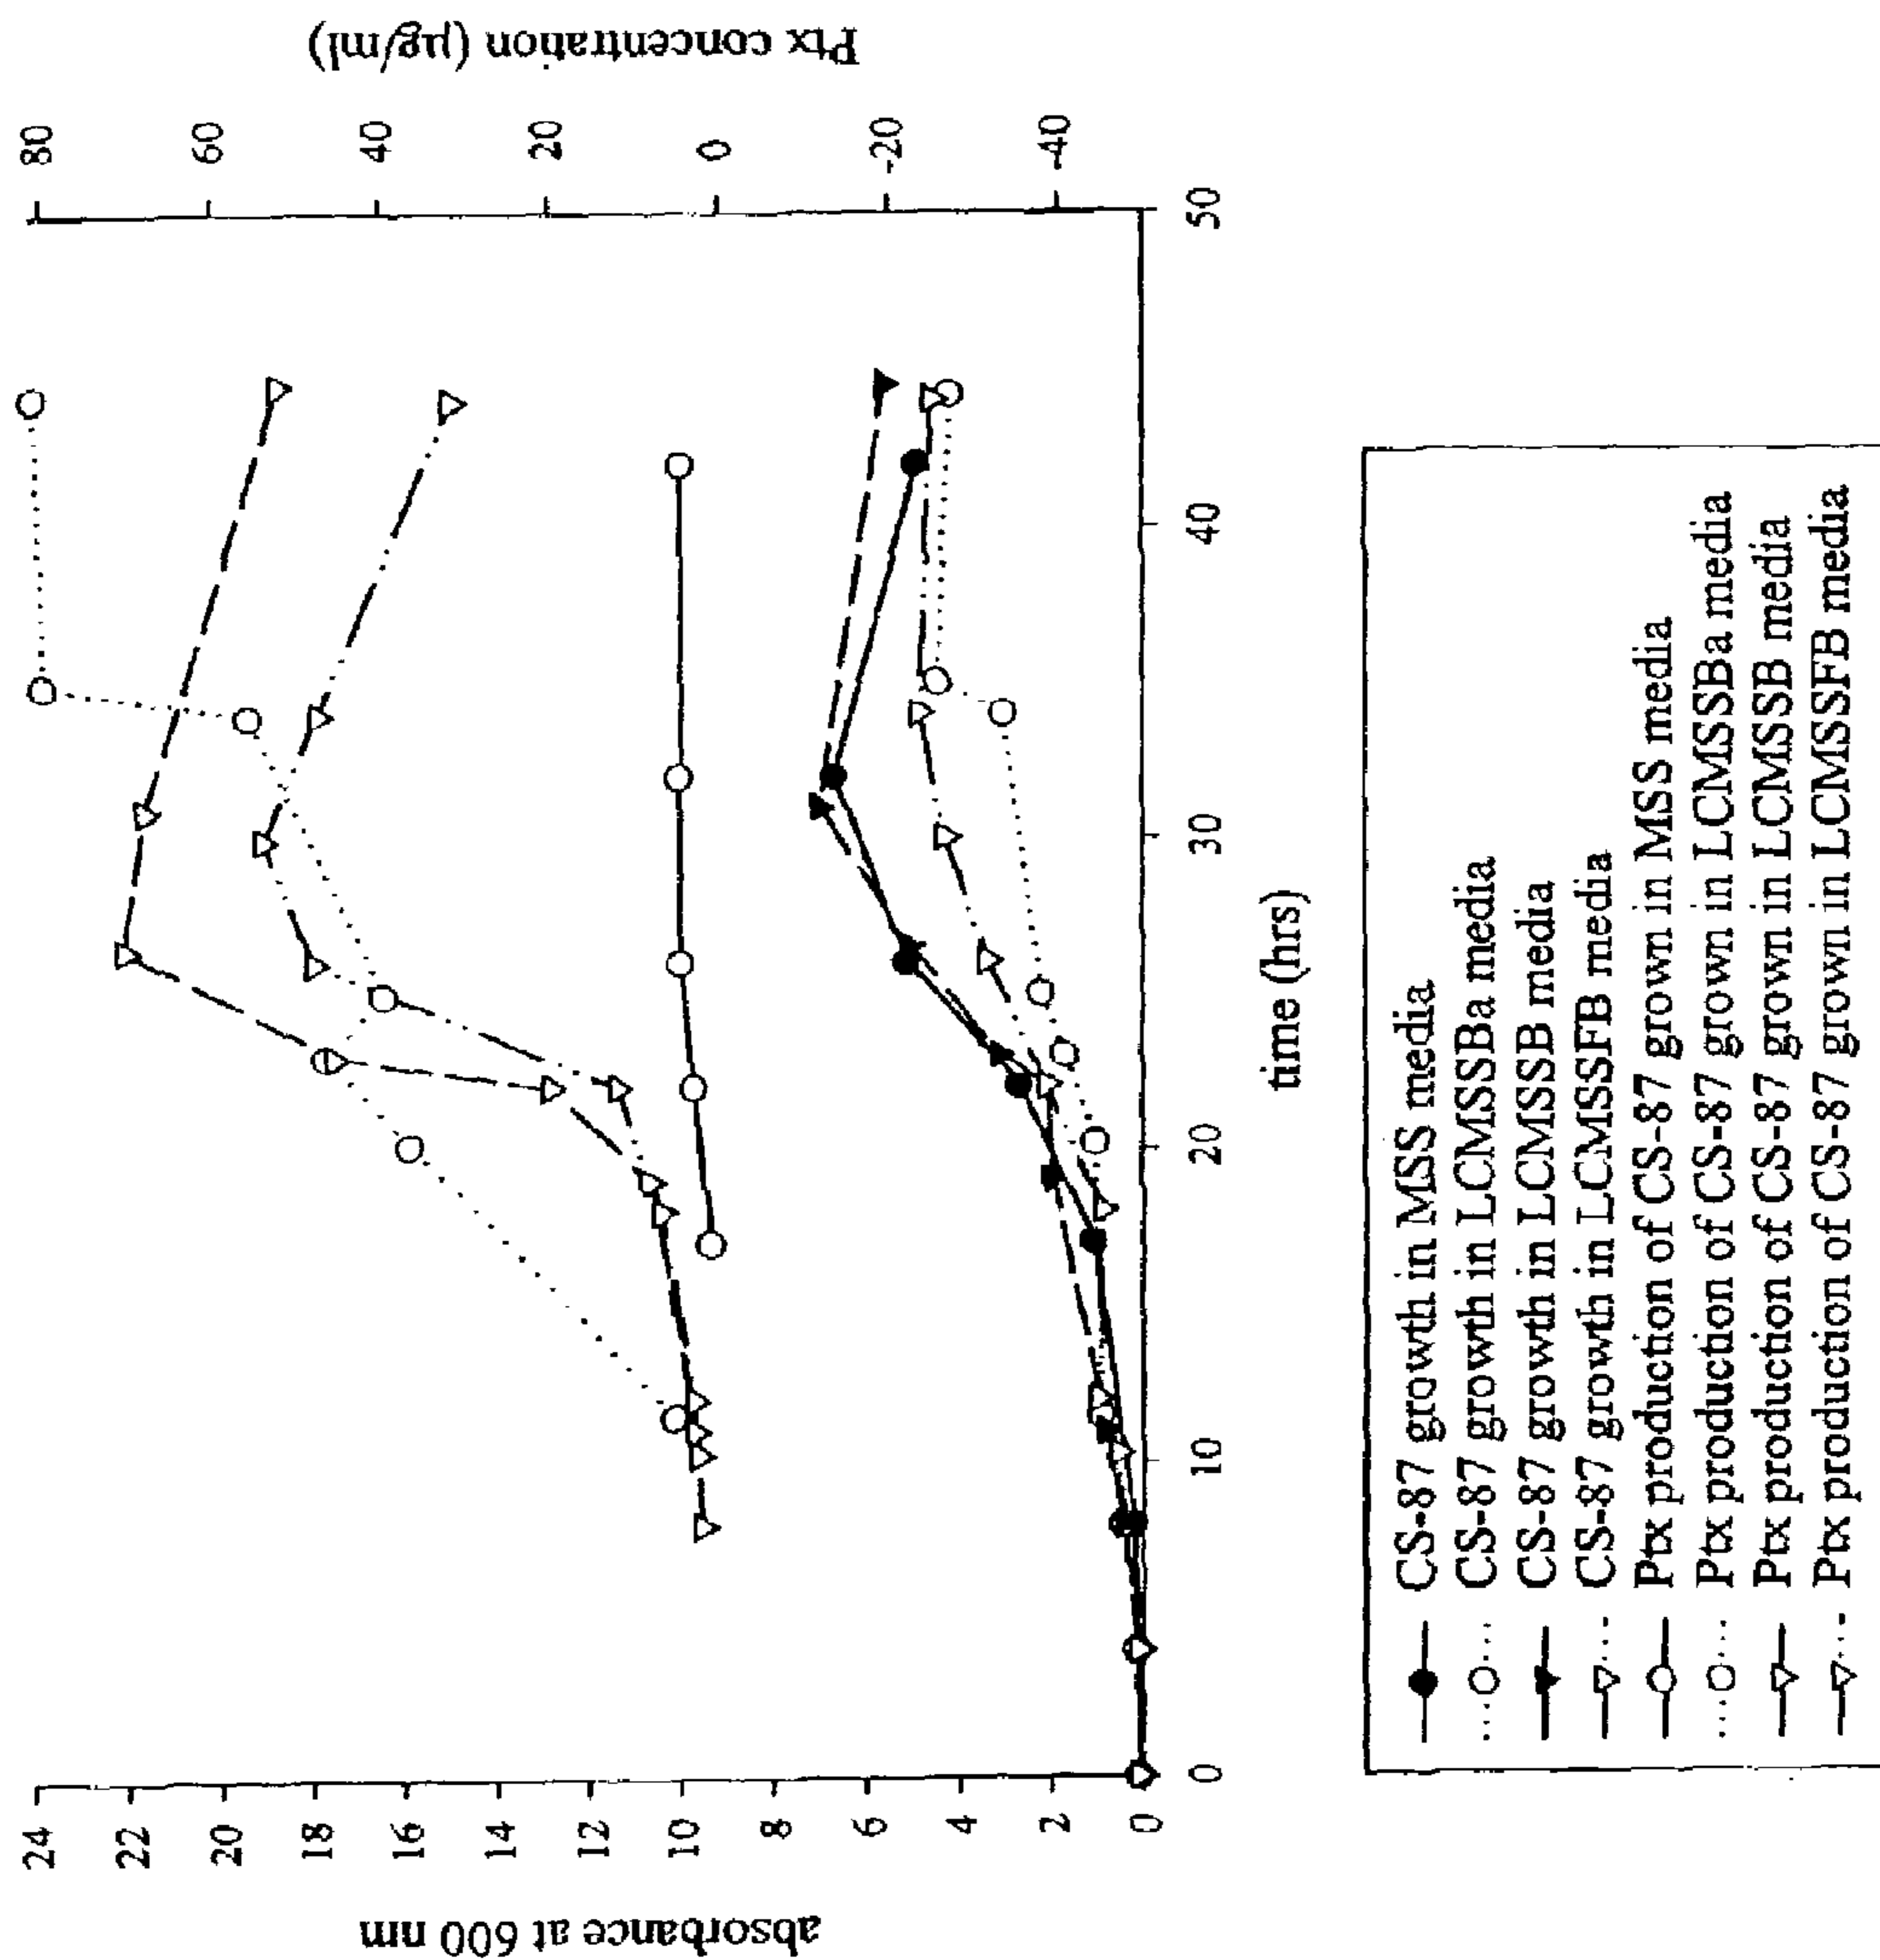 absorbance at 600 nm
24
22
20
18
16
14
12
10
8
6
4
2
0
Ptx concentration (µg/ml)
80
60
40
20
0
-20
-40
0
10
20
30
40
50
time (hrs)
CS-87 growth in MSS media
CS-87 growth in LCMSSBa media
CS-87 growth in LCMSSB media
CS-87 growth in LCMSSFB media
Ptx production of CS-87 grown in MSS media
Ptx production of CS-87 grown in LCMSSBa media
Ptx production of CS-87 grown in LCMSSB media
Ptx production of CS-87 grown in LCMSSFB media